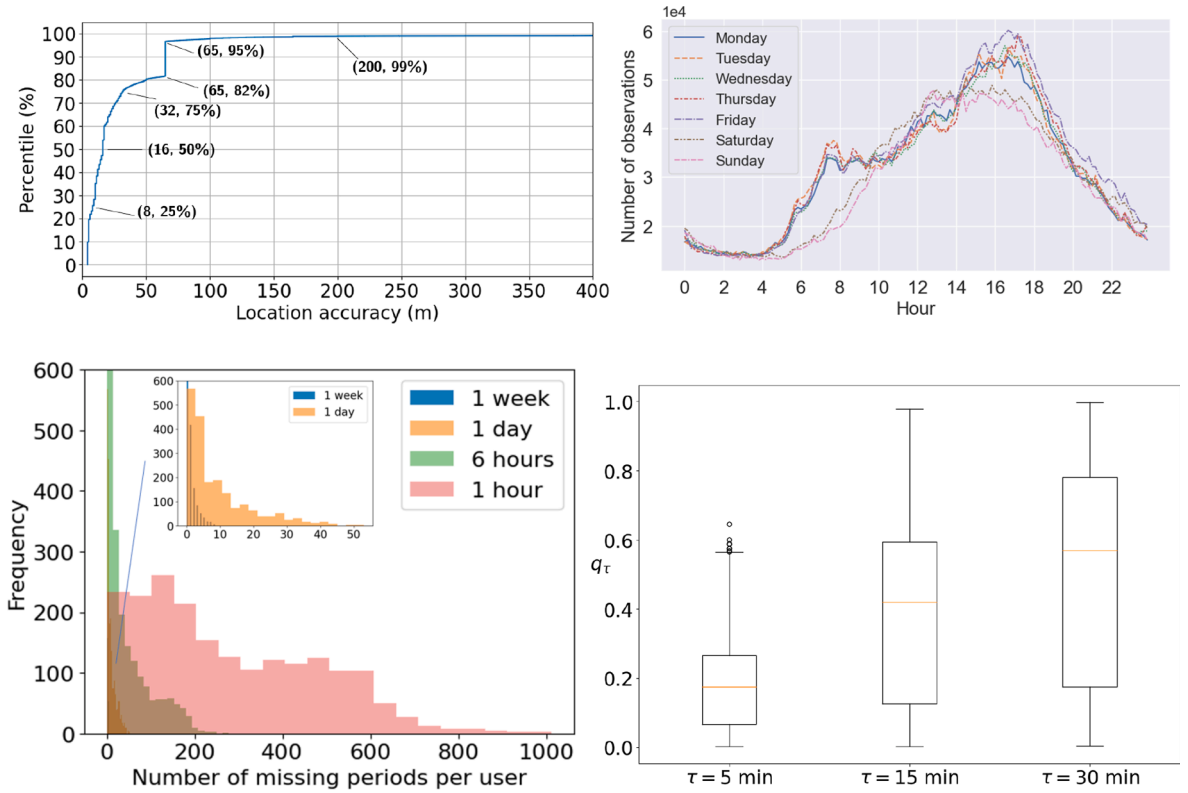 100
90
80
70
60
50
40
30
20
10
0
Percentile (%)
(65, 95%)
(200, 99%)
(65, 82%)
(32, 75%)
(16, 50%)
(8, 25%)
0 50 100 150 200 250 300 350 400
Location accuracy (m)
1e4
6
5
4
3
2
Number of observations
Monday
Tuesday
Wednesday
Thursday
Friday
Saturday
Sunday
0 2 4 6 8 10 12 14 16 18 20 22
Hour
600
500
400
300
200
100
0
Frequency
600
500
400
300
200
100
0
1 week
1 day
0 10 20 30 40 50
1 week
1 day
6 hours
1 hour
0 200 400 600 800 1000
Number of missing periods per user
1.0
0.8
0.6
0.4
0.2
0.0
qτ
τ = 5 min
τ = 15 min
τ = 30 min